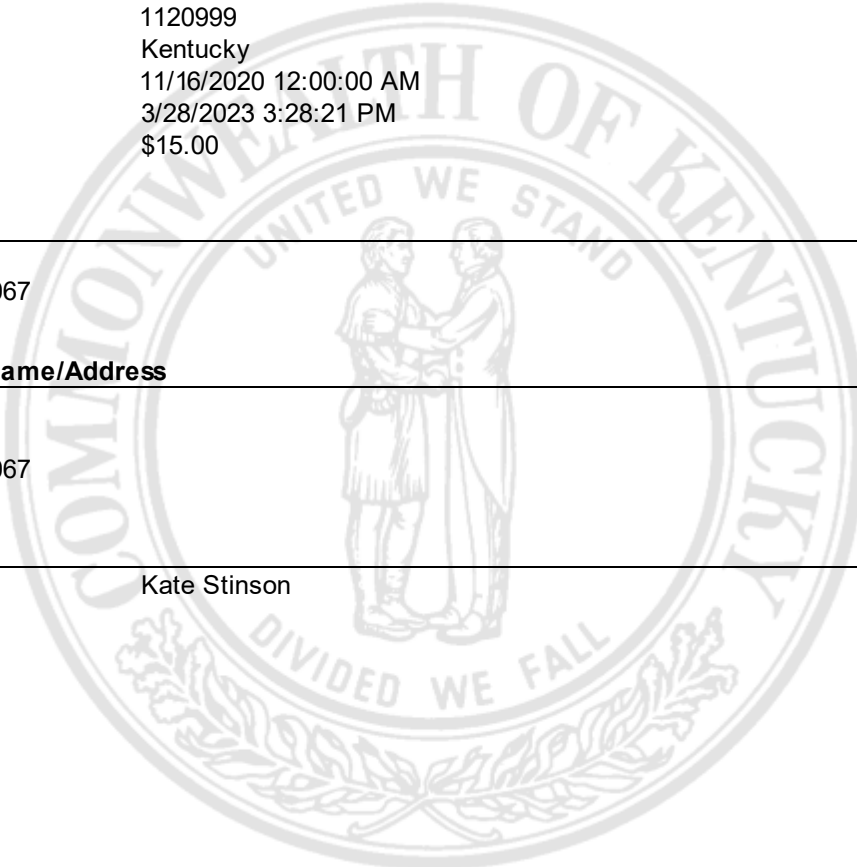 1120999
Kentucky
11/16/2020 12:00:00 AM
3/28/2023 3:28:21 PM
$15.00
COMMONWEALTH OF KENTUCKY
UNITED WE STAND
067
ame/Address
067
Kate Stinson
DIVIDED WE FALL